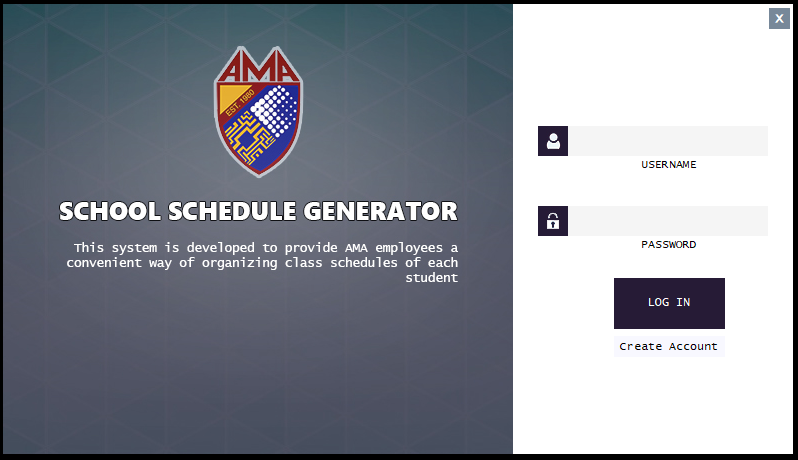 X
AMA
EST. 1980
SCHOOL SCHEDULE GENERATOR
This system is developed to provide AMA employees a
convenient way of organizing class schedules of each
student
USERNAME
PASSWORD
LOG IN
Create Account